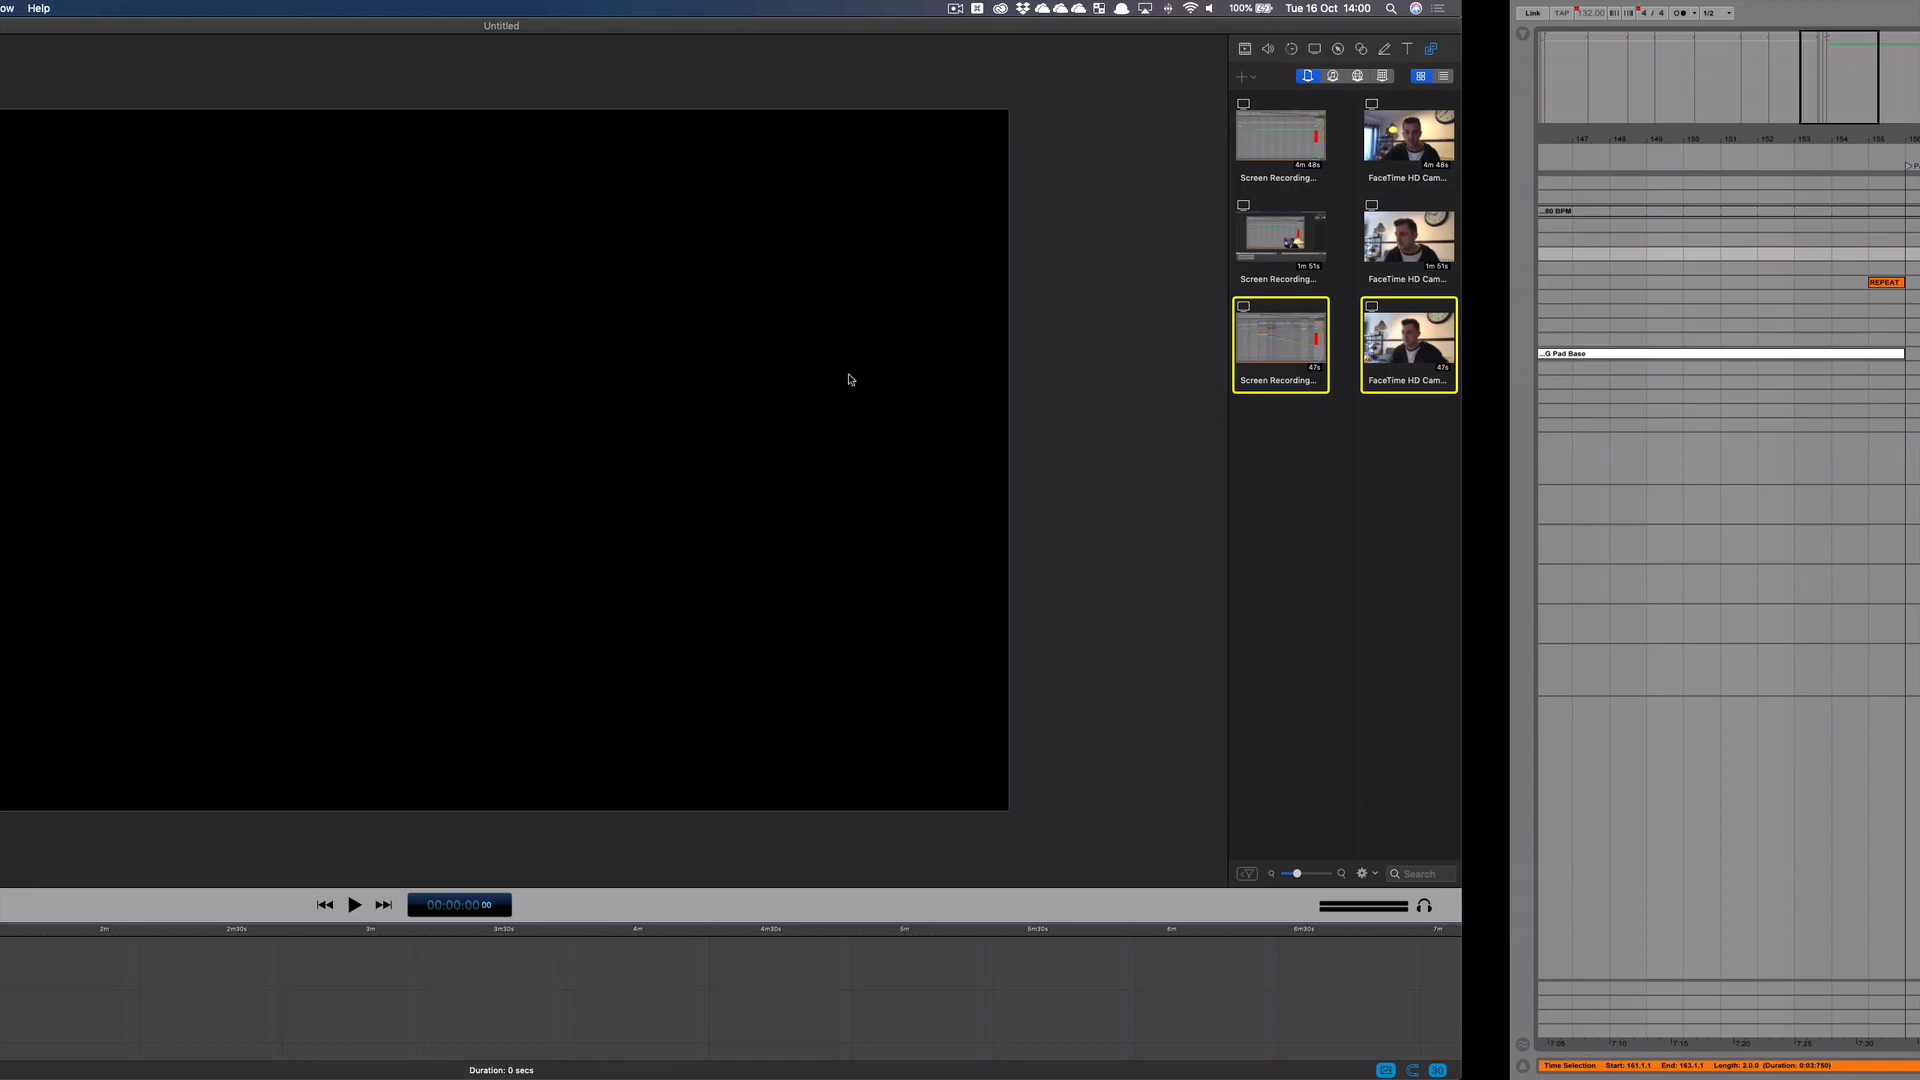 ow Help
100% Tue 16 Oct 14:00
Untitled
4m 48s
4m 48s
Screen Recording...
FaceTime HD Cam...
1m 51s
1m 51s
Screen Recording...
FaceTime HD Cam...
47s
47s
Screen Recording...
FaceTime HD Cam...
Search
00:00:00 00
2m 2m30s 3m 3m30s 4m 4m30s 5m 5m30s 6m 6m30s 7m
Duration: 0 secs
30
Link TAP 132.00 4 / 4 1/2
147 148 149 150 151 152 153 154 155 156
...80 BPM
REPEAT
...G Pad Base
7:05 7:10 7:15 7:20 7:25 7:30
Time Selection Start: 161.1.1 End: 163.1.1 Length: 2.0.0 (Duration: 0:03:750)